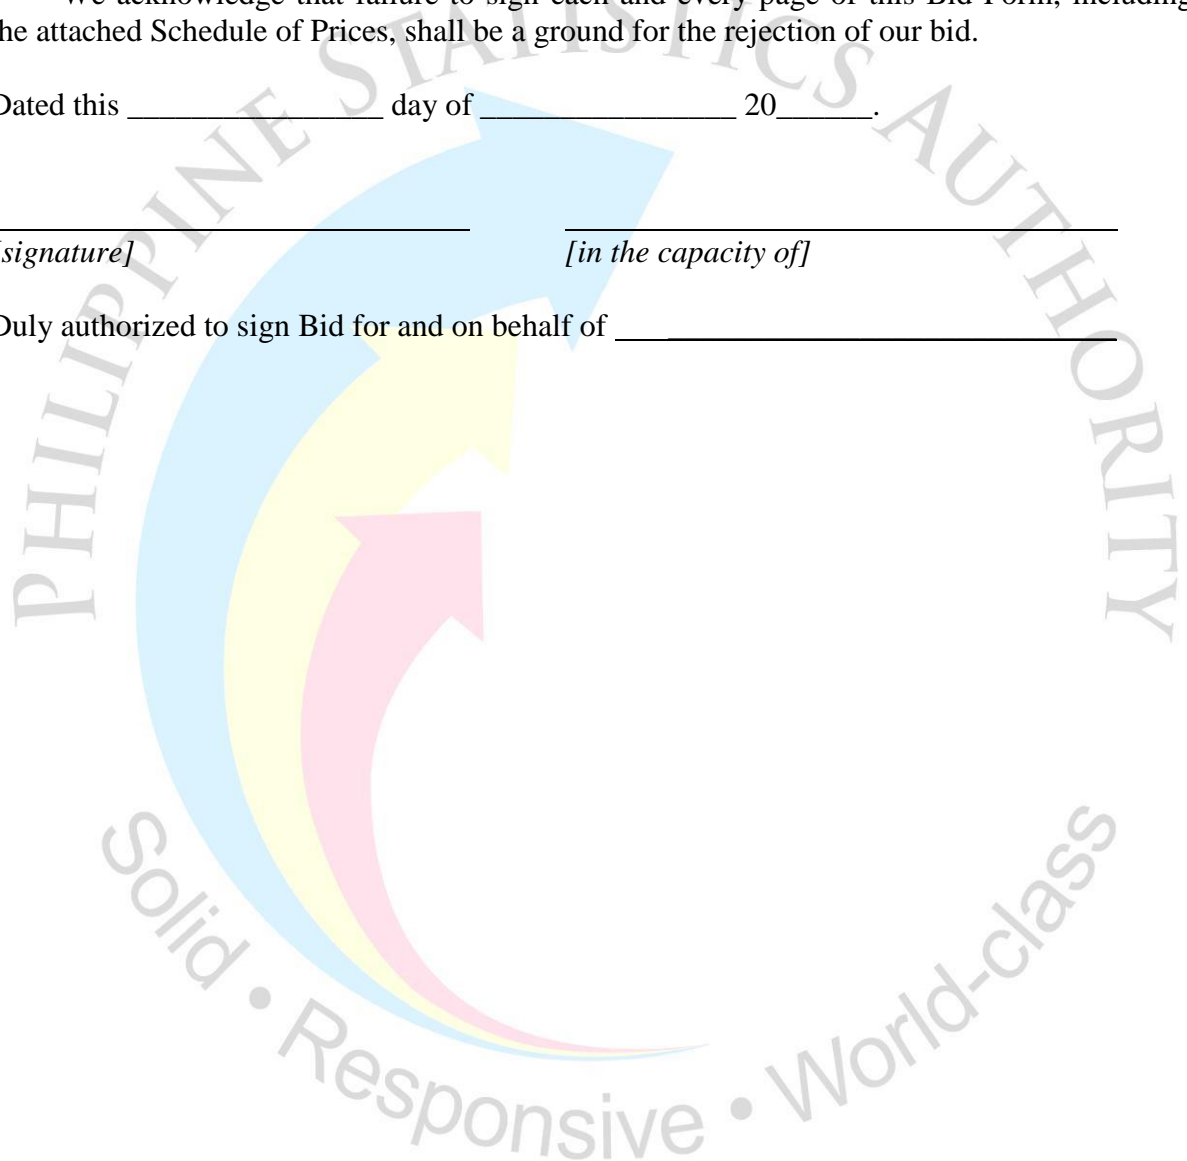 We acknowledge that failure to sign each and every page of this Bid Form, including
the attached Schedule of Prices, shall be a ground for the rejection of our bid.
Dated this ________________ day of ________________ 20______.
[signature] [in the capacity of]
Duly authorized to sign Bid for and on behalf of ____________________________
PHILIPPINE STATISTICS AUTHORITY
Solid • Responsive • World-class